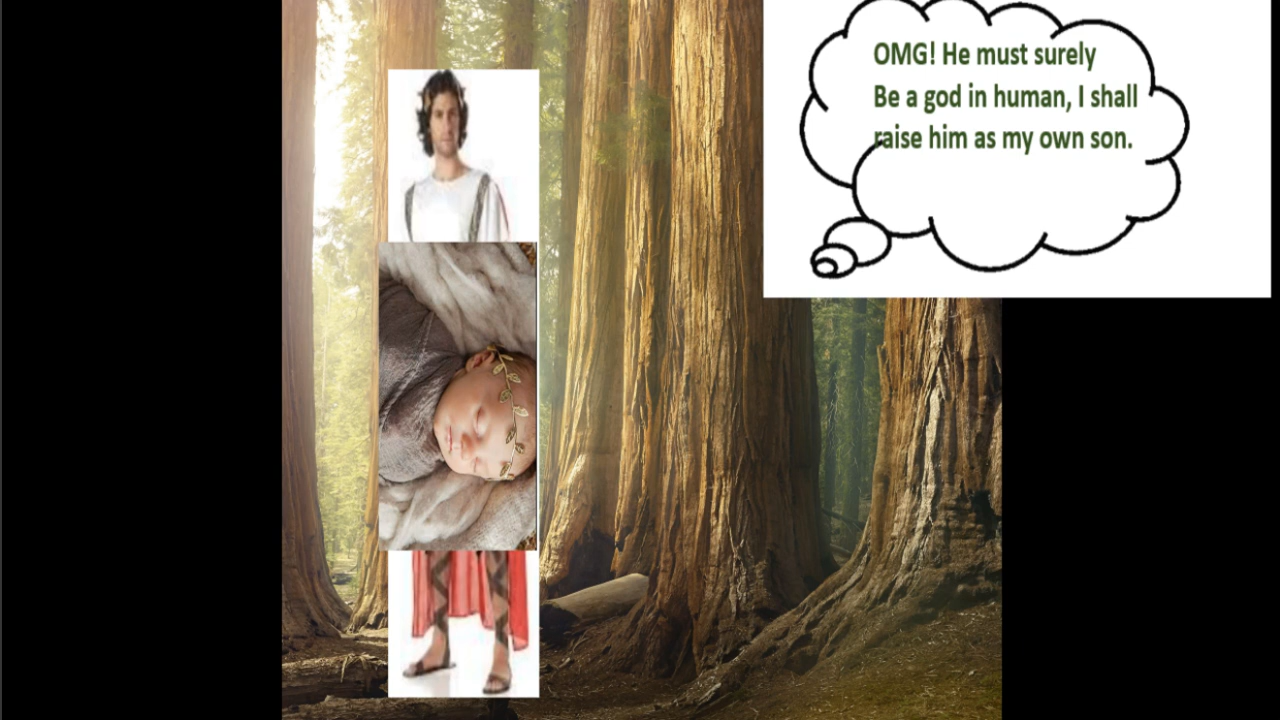 OMG! He must surely
Be a god in human, I shall
raise him as my own son.